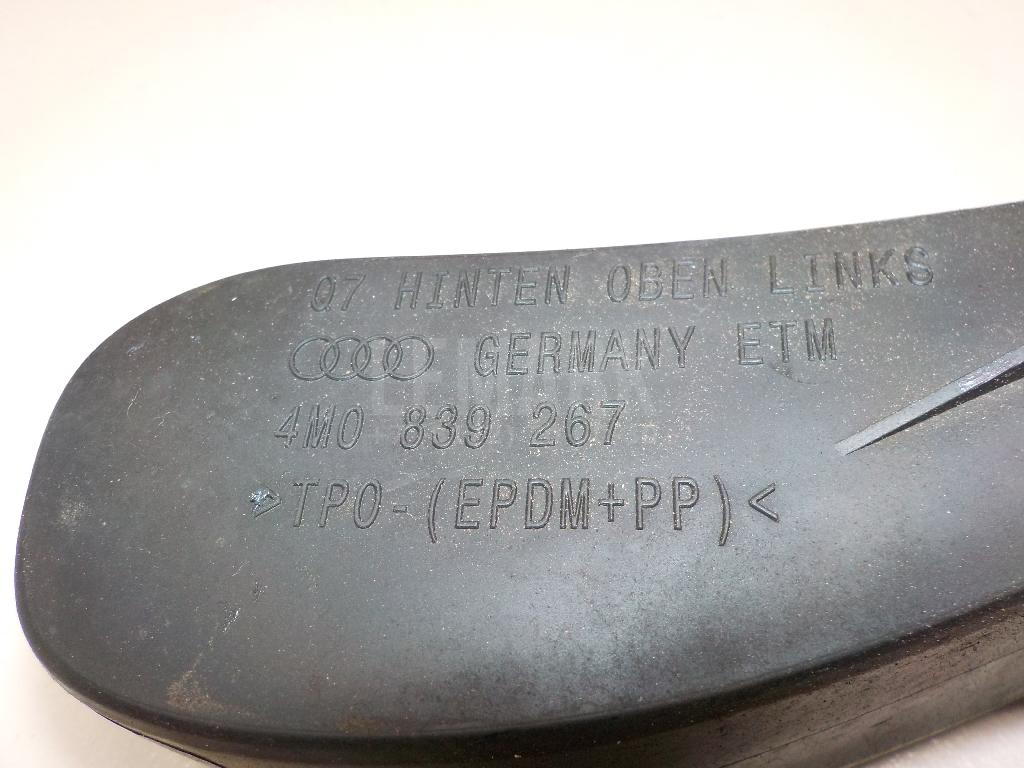 Q7 HINTEN OBEN LINKS
GERMANY ETM
4M0 839 267
>TPO-(EPDM+PP)<